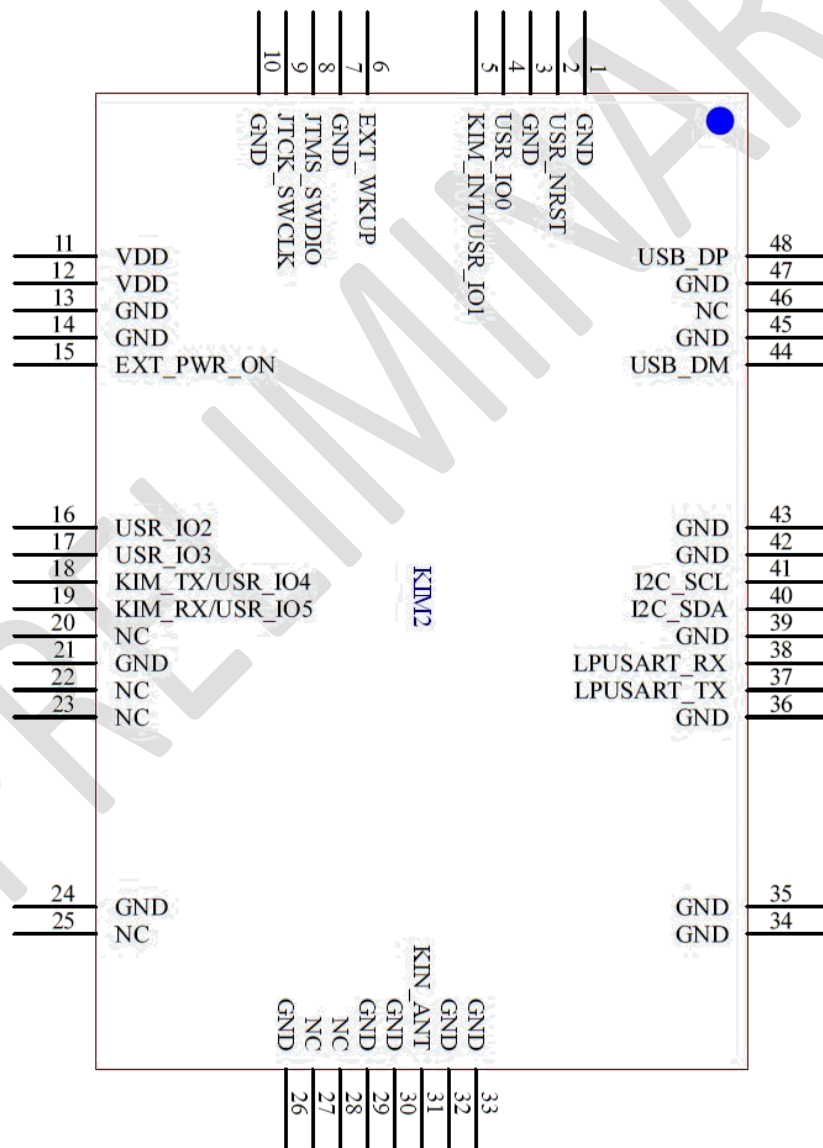 10
9
8
7
6
5
4
3
2
1
GND
JTCK_SWCLK
JTMS_SWDIO
GND
EXT_WKUP
KIM_INT/USR_IO1
USR_IO0
GND
USR_NRST
GND
11 VDD
12 VDD
13 GND
14 GND
15 EXT_PWR_ON
16 USR_IO2
17 USR_IO3
18 KIM_TX/USR_IO4
19 KIM_RX/USR_IO5
20 NC
21 GND
22 NC
23 NC
24 GND
25 NC
KIM2
USB_DP 48
GND 47
NC 46
GND 45
USB_DM 44
GND 43
GND 42
I2C_SCL 41
I2C_SDA 40
GND 39
LPUSART_RX 38
LPUSART_TX 37
GND 36
GND 35
GND 34
GND
NC
NC
GND
GND
KIN_ANT
GND
GND
26
27
28
29
30
31
32
33
PRELIMINAR